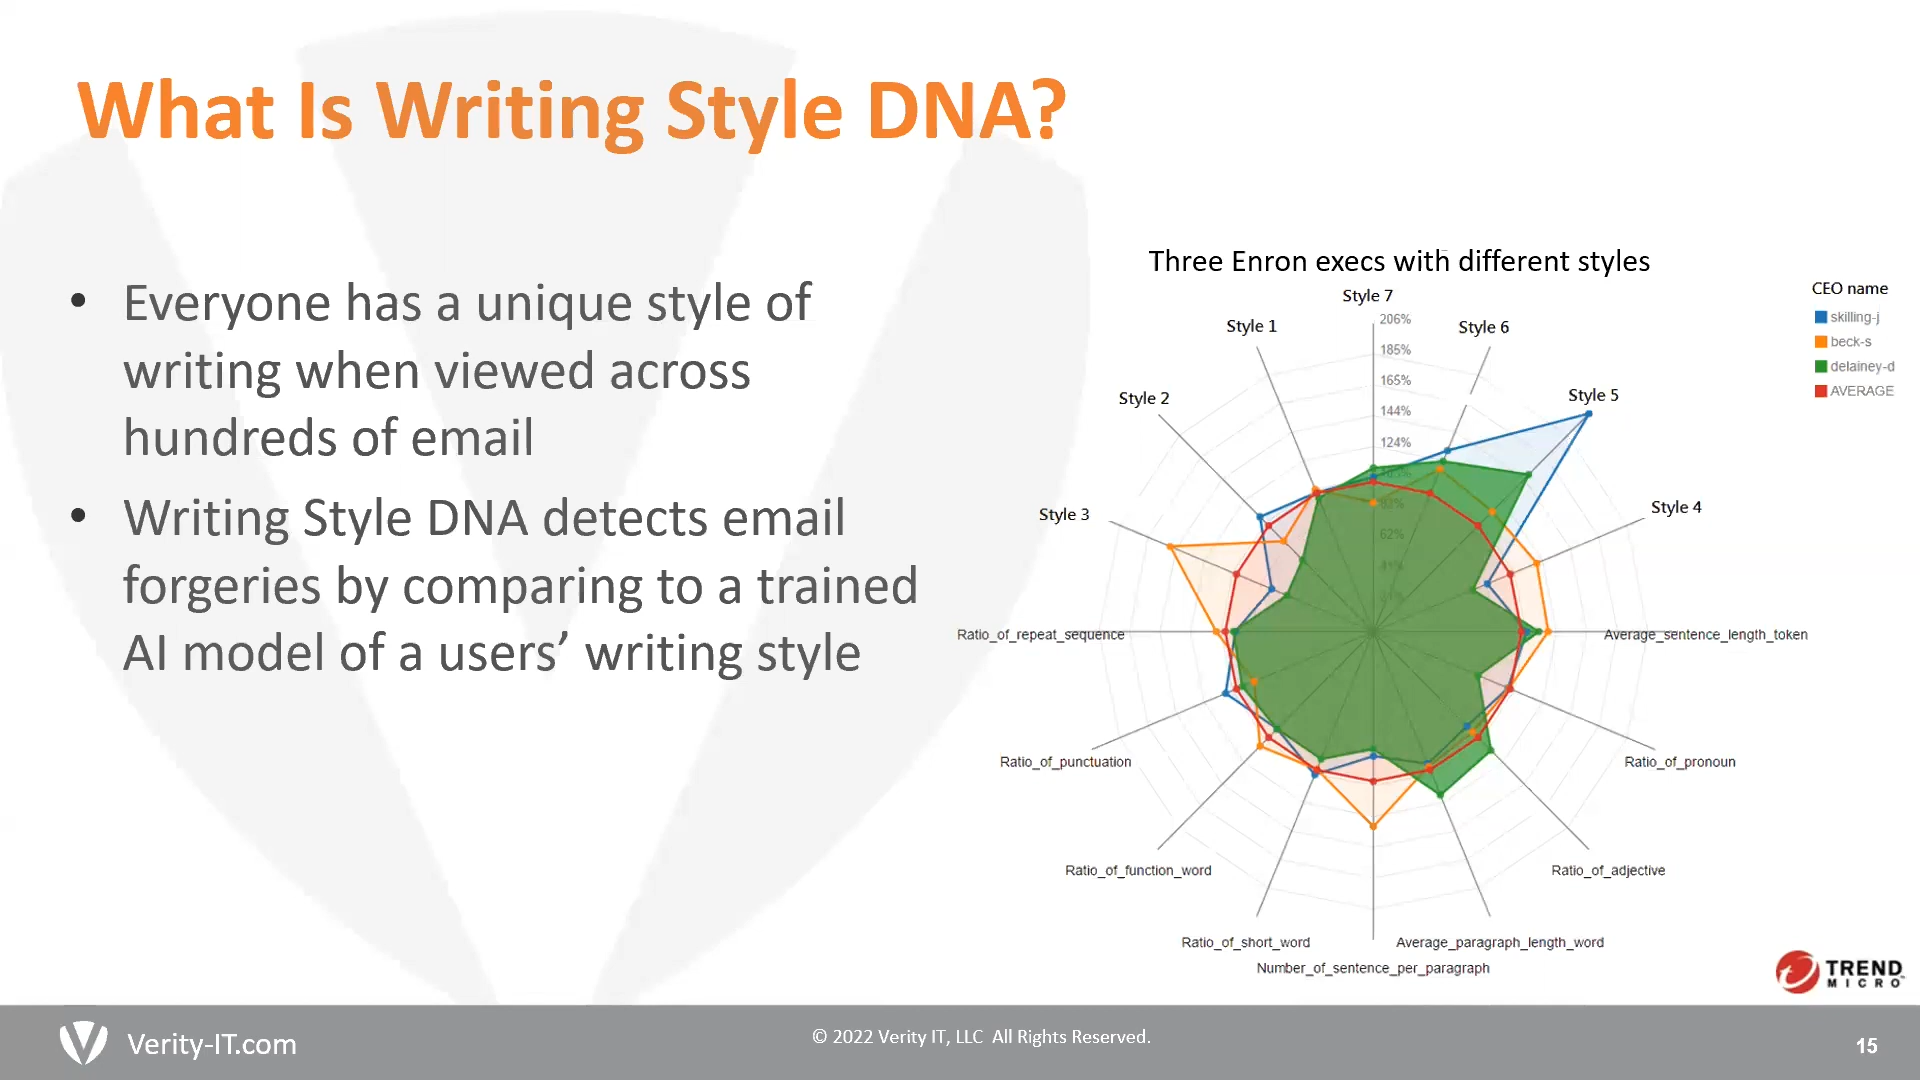 What Is Writing Style DNA?
• Everyone has a unique style of
writing when viewed across
hundreds of email
• Writing Style DNA detects email
forgeries by comparing to a trained
AI model of a users’ writing style
Three Enron execs with different styles
CEO name
skilling-j
beck-s
delainey-d
AVERAGE
Style 7
Style 1
Style 6
Style 2
Style 5
Style 3
Style 4
206%
185%
165%
144%
124%
82%
62%
41%
Ratio_of_repeat_sequence
Average_sentence_length_token
Ratio_of_punctuation
Ratio_of_pronoun
Ratio_of_function_word
Ratio_of_adjective
Ratio_of_short_word
Average_paragraph_length_word
Number_of_sentence_per_paragraph
TREND
MICRO™
Verity-IT.com
© 2022 Verity IT, LLC All Rights Reserved.
15